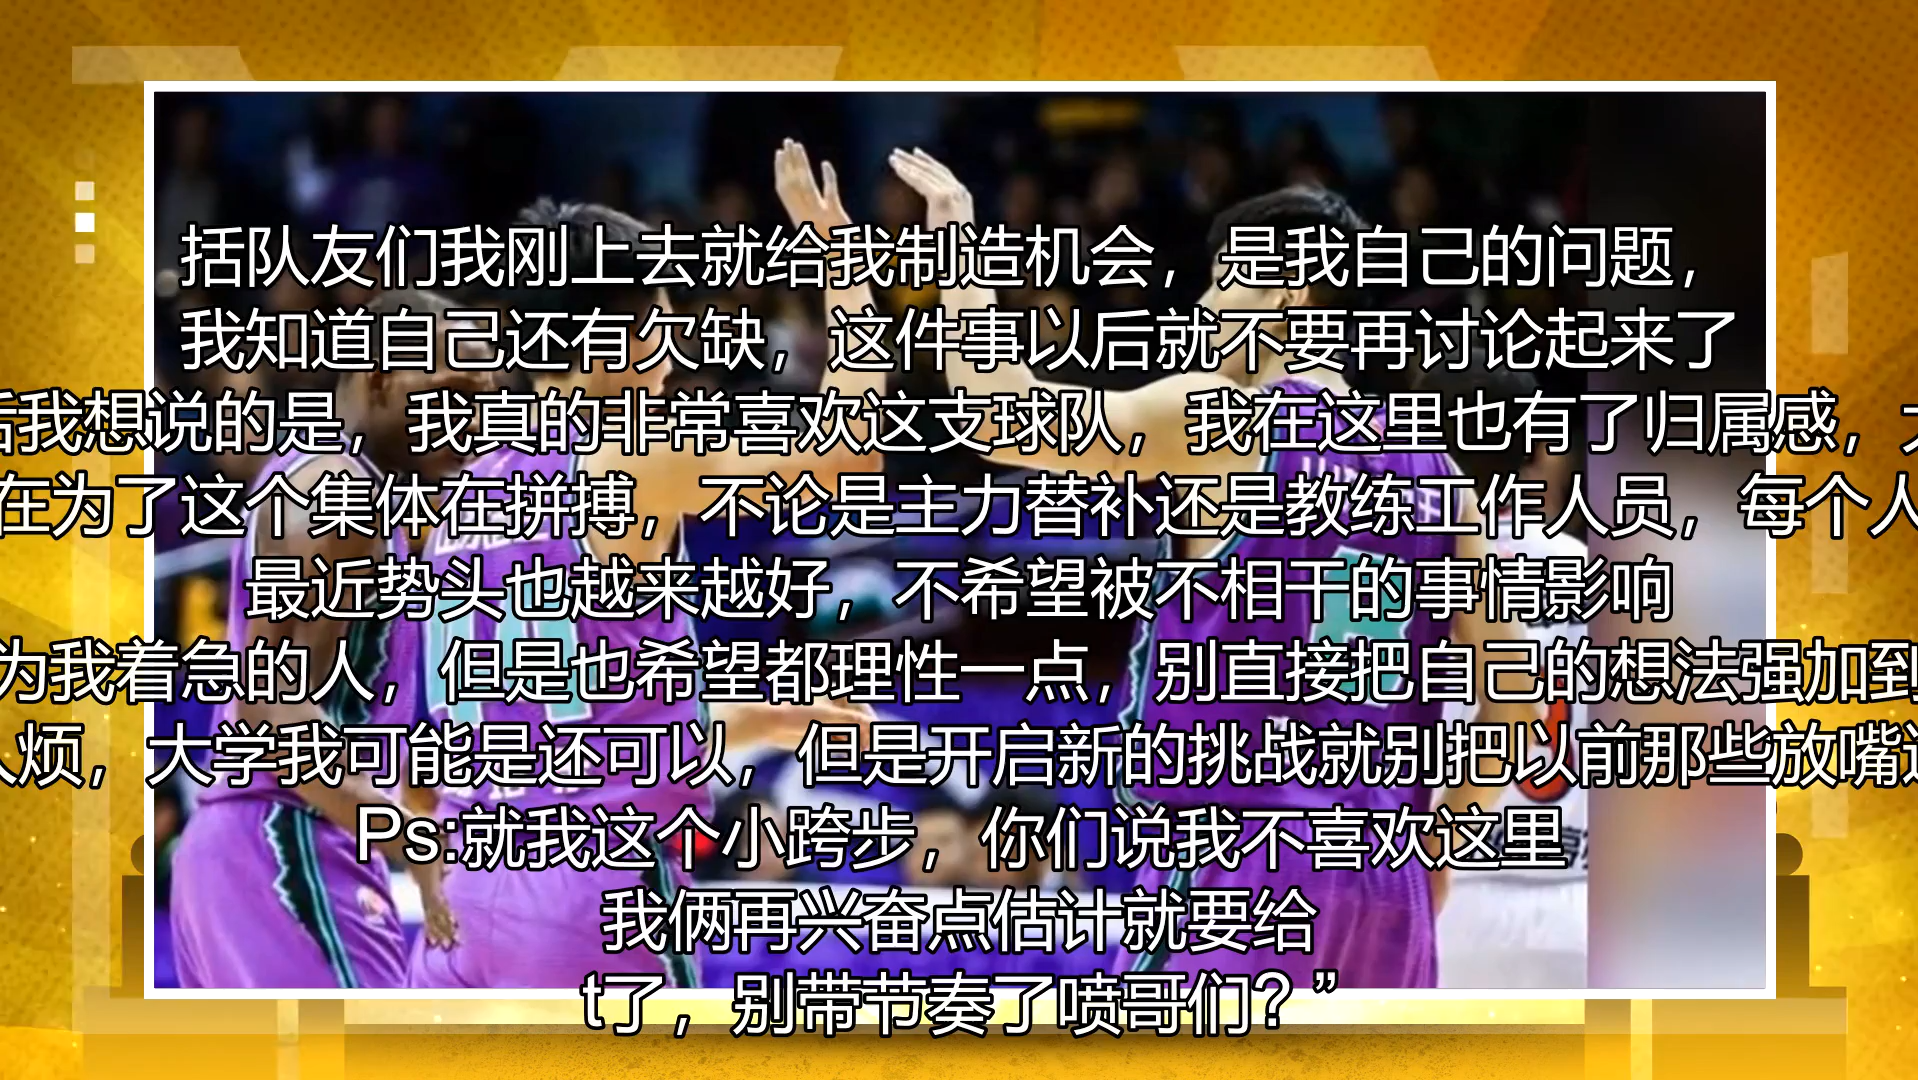 括队友们我刚上去就给我制造机会，是我自己的问题，
我知道自己还有欠缺，这件事以后就不要再讨论起来了
我想说的是，我真的非常喜欢这支球队，我在这里也有了归属感，
在为了这个集体在拼搏，不论是主力替补还是教练工作人员，每个人
最近势头也越来越好，不希望被不相干的事情影响
为我着急的人，但是也希望都理性一点，别直接把自己的想法强加到
烦，大学我可能是还可以，但是开启新的挑战就别把以前那些放嘴
Ps:就我这个小跨步，你们说我不喜欢这里
我俩再兴奋点估计就要给
t了，别带节奏了喷哥们？”